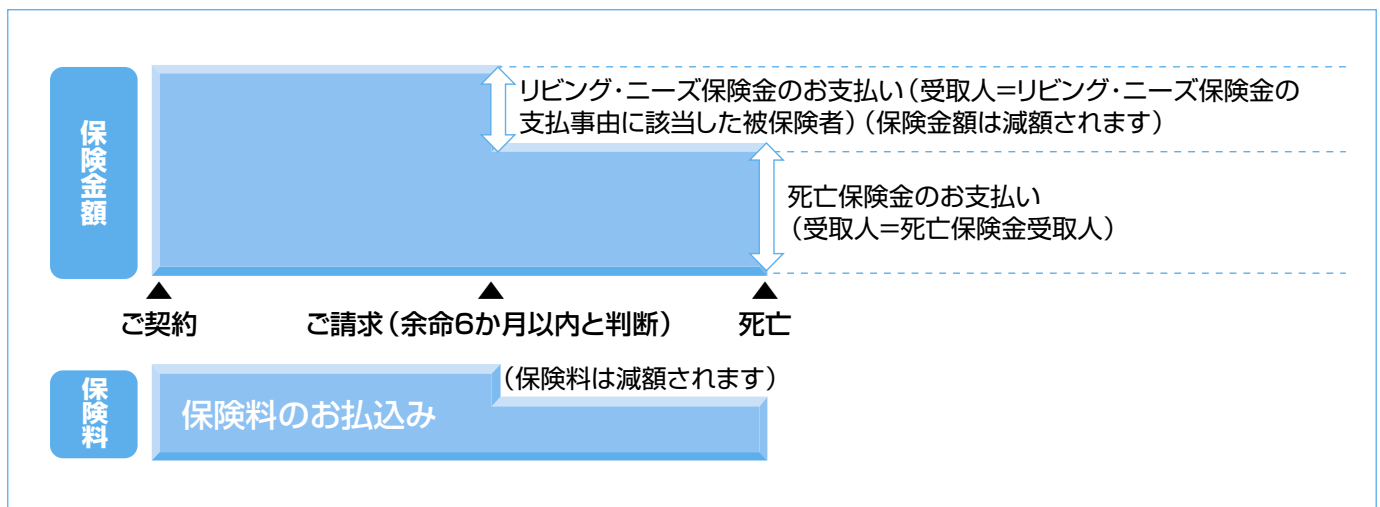 保険金額
リビング・ニーズ保険金のお支払い（受取人＝リビング・ニーズ保険金の
支払事由に該当した被保険者）（保険金額は減額されます）
死亡保険金のお支払い
（受取人＝死亡保険金受取人）
▲ ▲ ▲
ご契約 ご請求（余命6か月以内と判断） 死亡
保険料
（保険料は減額されます）
保険料のお払込み